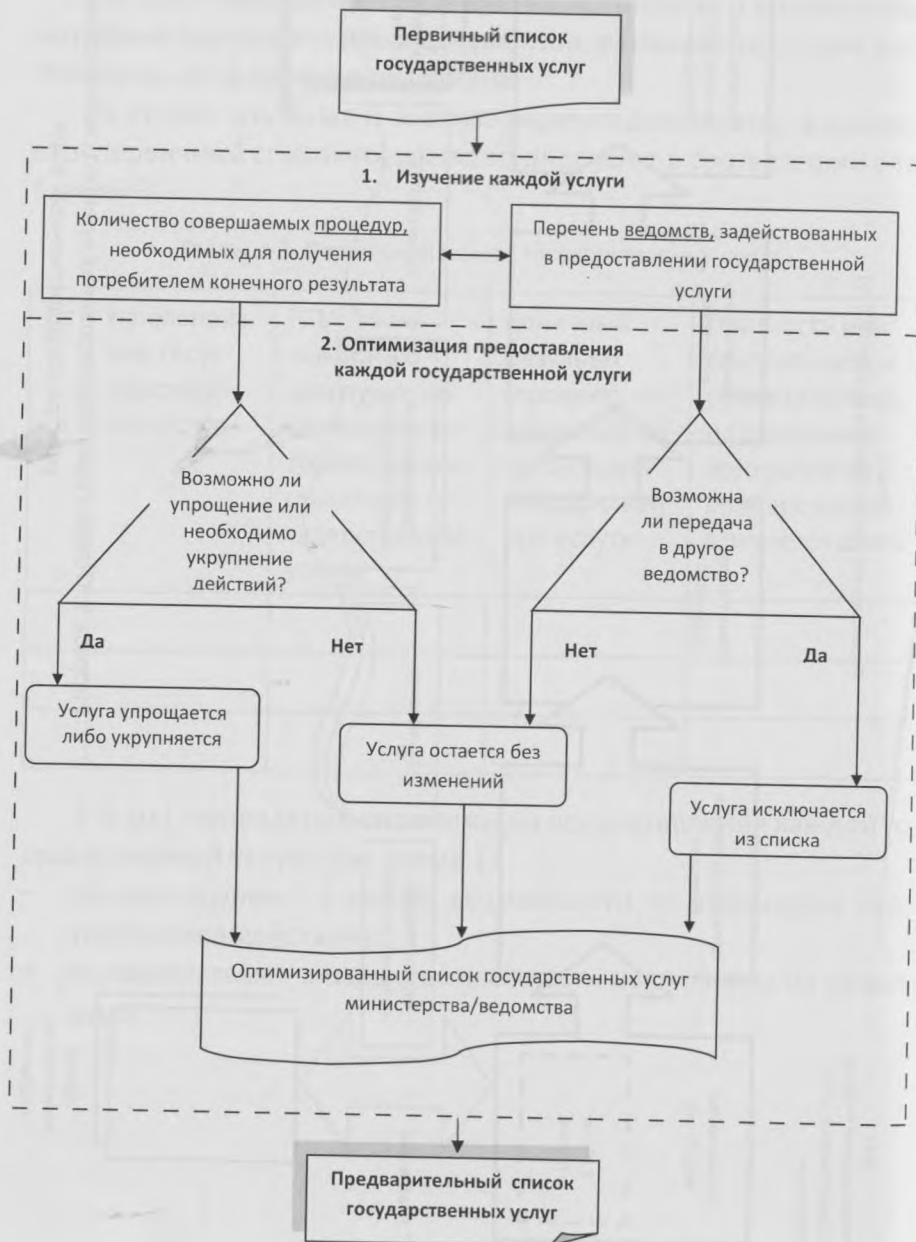 Первичный список
государственных услуг
1. Изучение каждой услуги
Количество совершаемых процедур,
необходимых для получения
потребителем конечного результата
Перечень ведомств, задействованных
в предоставлении государственной
услуги
2. Оптимизация предоставления
каждой государственной услуги
Возможно ли
упрощение или
необходимо
укрупнение
действий?
Возможна
ли передача
в другое
ведомство?
Да
Нет
Нет
Да
Услуга упрощается
либо укрупняется
Услуга остается без
изменений
Услуга исключается
из списка
Оптимизированный список государственных услуг
министерства/ведомства
Предварительный список
государственных услуг